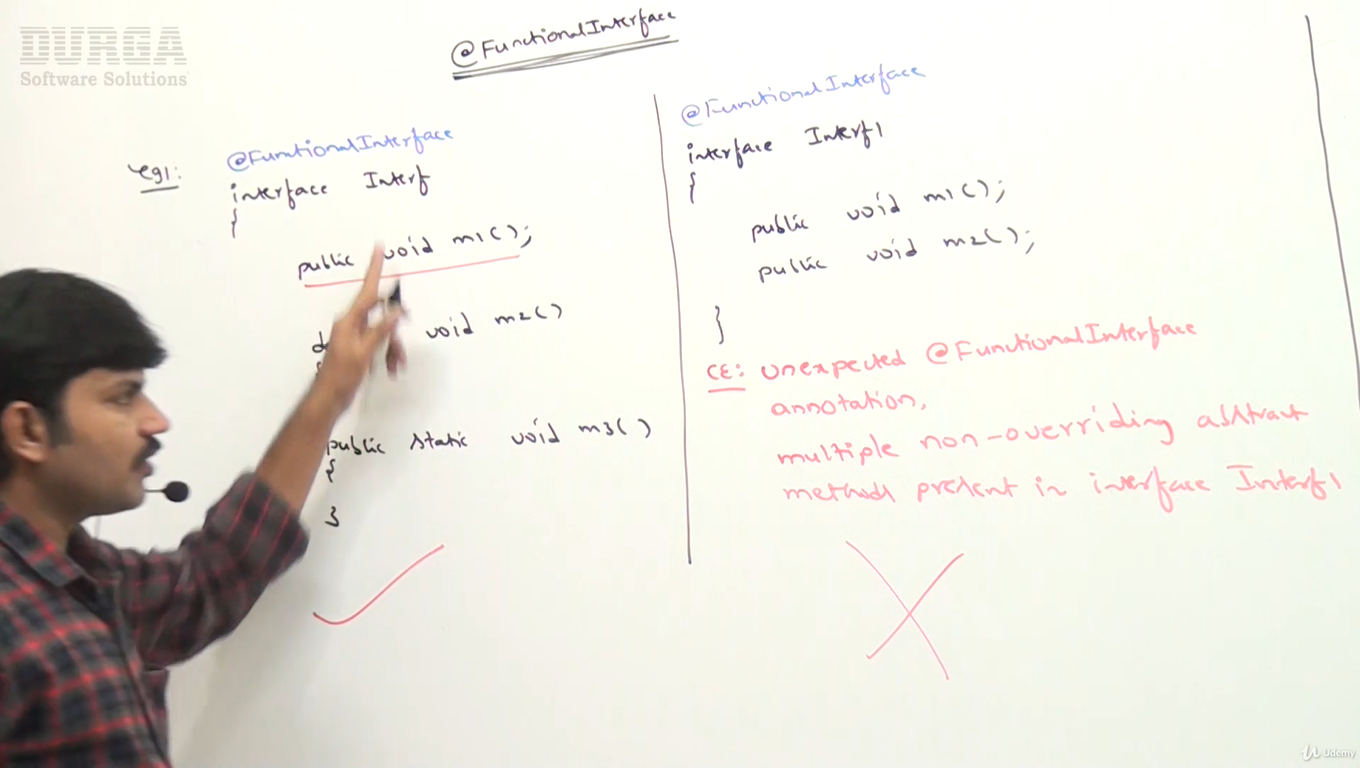 DURGA
Software Solutions
@FunctionalInterface
eg1:
@FunctionalInterface
interface Interf
{
public void m1();
void m2()
{
public static void m3()
{
}
@FunctionalInterface
interface Interf1
{
public void m1();
public void m2();
}
CE: unexpected @FunctionalInterface
annotation,
multiple non-overriding abstract
methods present in interface Interf1
Udemy